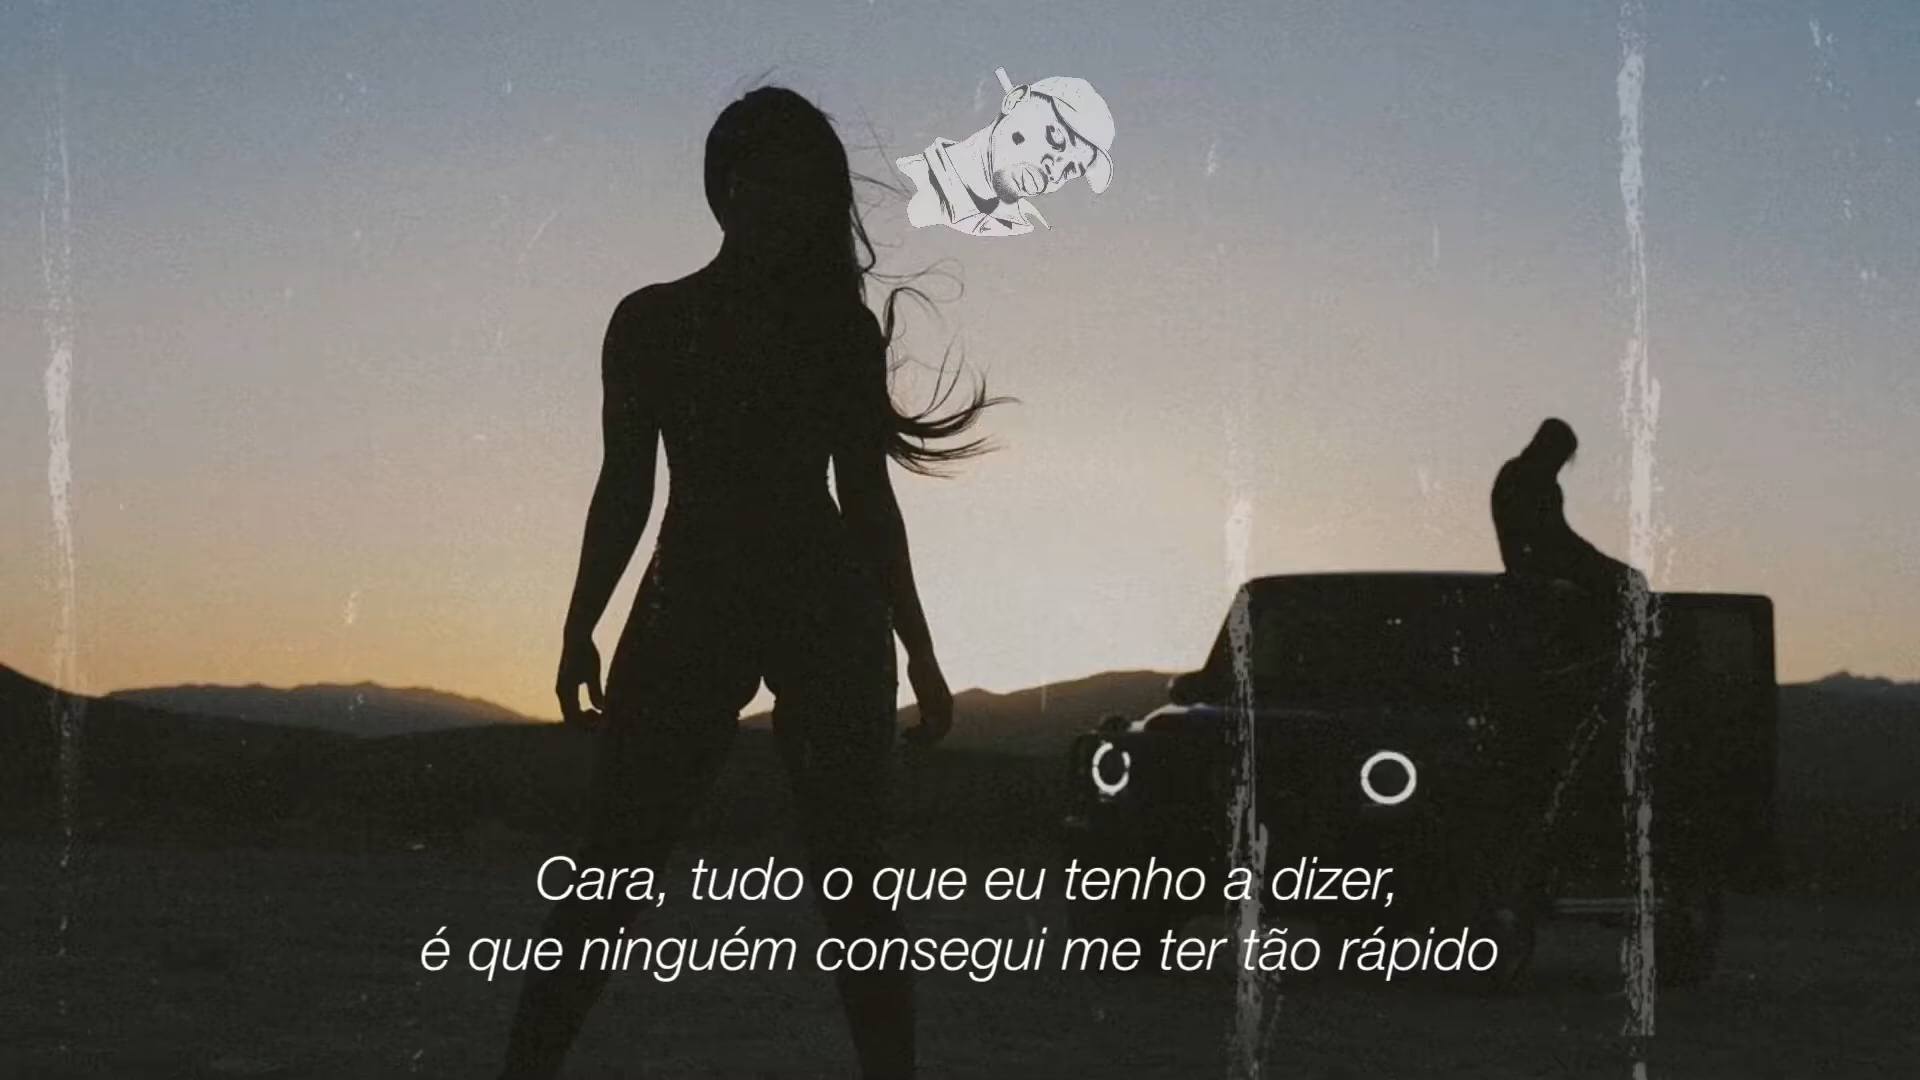 Cara, tudo o que eu tenho a dizer,
é que ninguém consegui me ter tão rápido